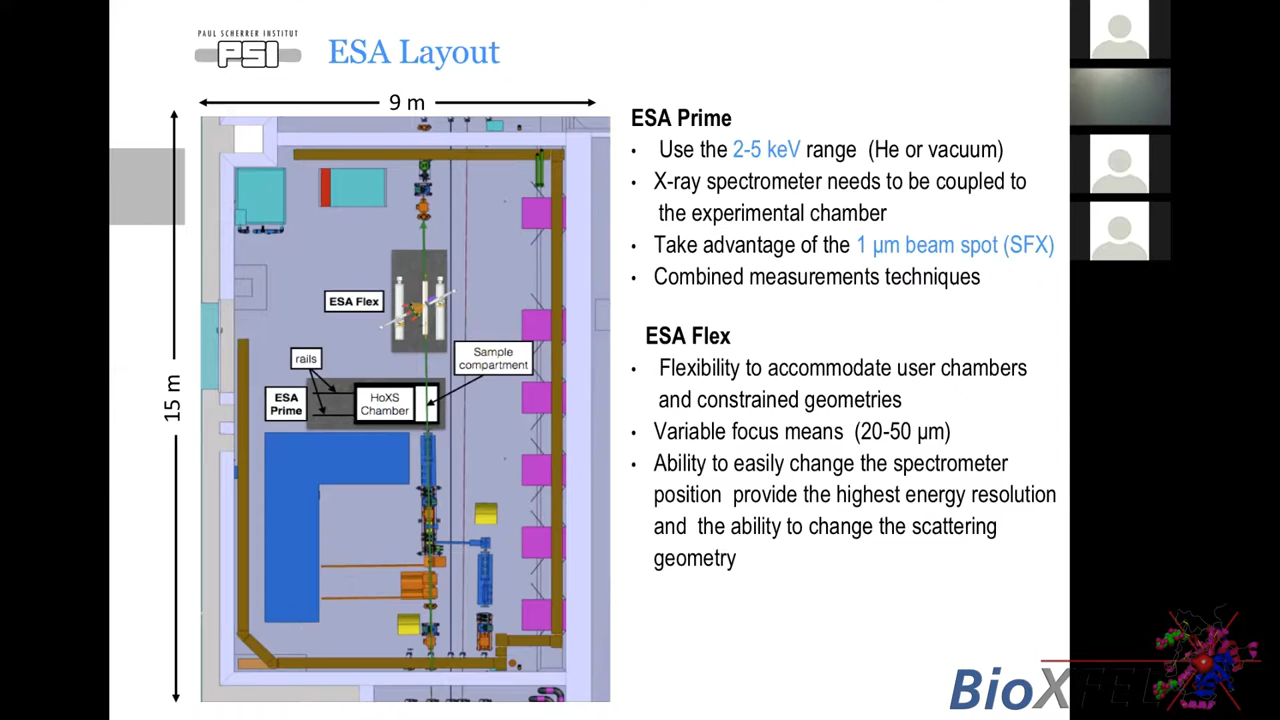 PAUL SCHERRER INSTITUT
PSI
ESA Layout
9 m
15 m
ESA Flex
rails
Sample
compartment
ESA
Prime
HoXS
Chamber
ESA Prime
• Use the 2-5 keV range (He or vacuum)
• X-ray spectrometer needs to be coupled to
the experimental chamber
• Take advantage of the 1 µm beam spot (SFX)
• Combined measurements techniques
ESA Flex
• Flexibility to accommodate user chambers
and constrained geometries
• Variable focus means (20-50 µm)
• Ability to easily change the spectrometer
position provide the highest energy resolution
and the ability to change the scattering
geometry
BioXFEL